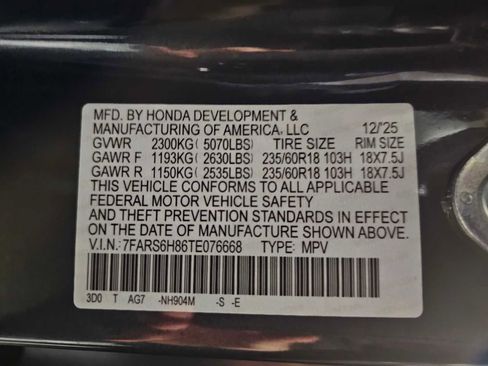 MFD. BY HONDA DEVELOPMENT &
MANUFACTURING OF AMERICA, LLC 12/'25
GVWR 2300KG( 5070LBS) TIRE SIZE RIM SIZE
GAWR F 1193KG( 2630LBS) 235/60R18 103H 18X7.5J
GAWR R 1150KG( 2535LBS) 235/60R18 103H 18X7.5J
THIS VEHICLE CONFORMS TO ALL APPLICABLE
FEDERAL MOTOR VEHICLE SAFETY
AND THEFT PREVENTION STANDARDS IN EFFECT
ON THE DATE OF MANUFACTURE SHOWN ABOVE.
V.I.N.: 7FARS6H86TE076668 TYPE: MPV
3D0 T AG7 -NH904M -S -E